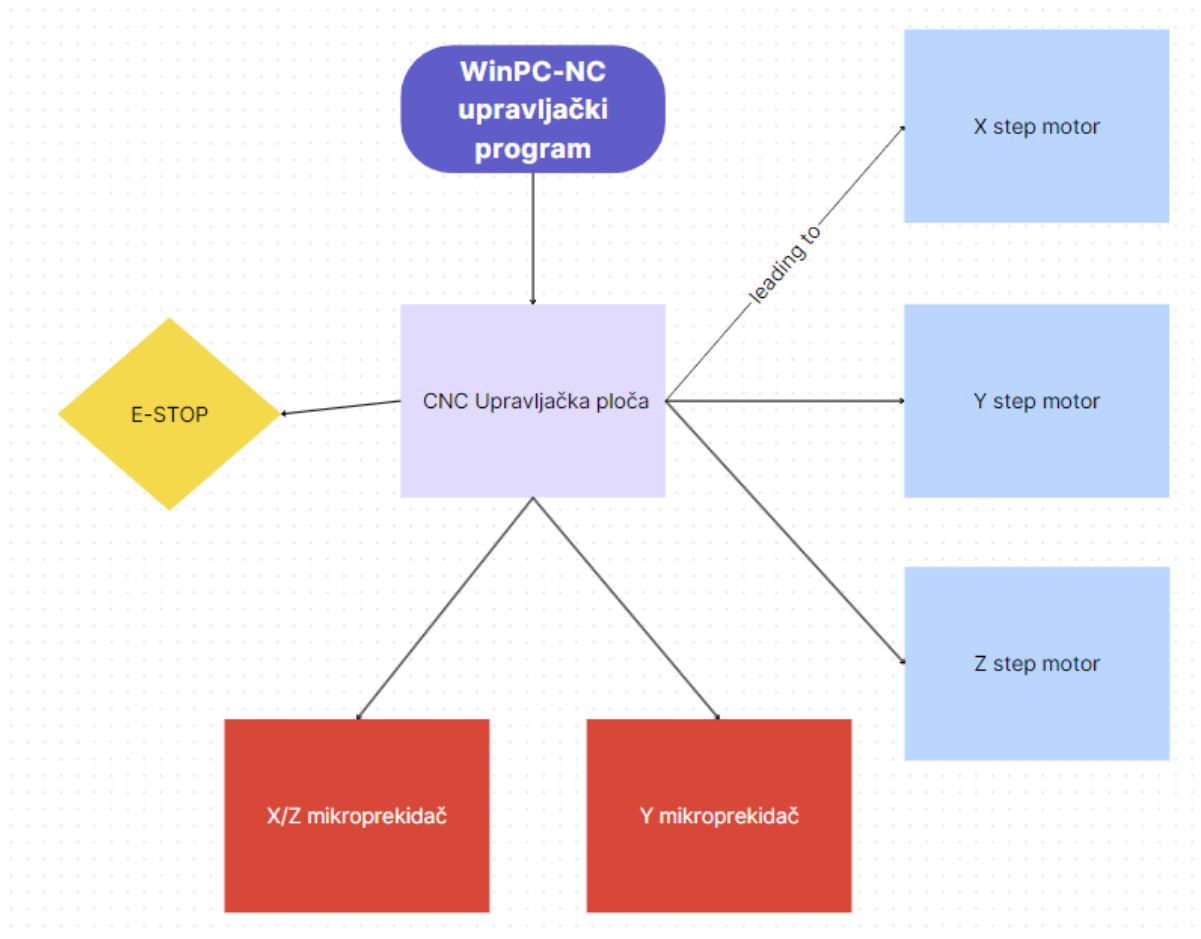 WinPC-NC
upravljački
program
X step motor
leading to
E-STOP
CNC Upravljačka ploča
Y step motor
Z step motor
X/Z mikroprekidač
Y mikroprekidač